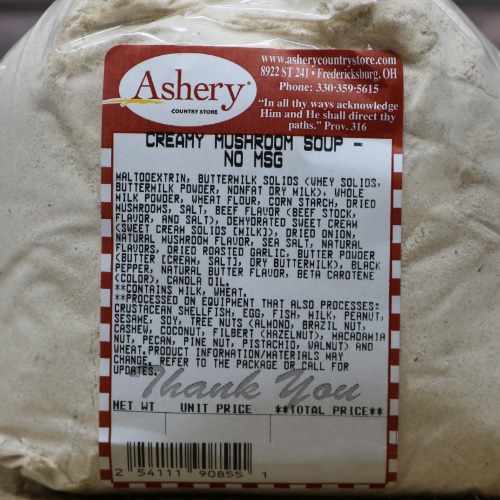 Ashery
COUNTRY STORE
www.asherycountrystore.com
8922 ST 241 • Fredericksburg, OH
Phone: 330-359-5615
“In all thy ways acknowledge
Him and He shall direct thy
paths.” Prov. 316
CREAMY MUSHROOM SOUP -
NO MSG
MALTODEXTRIN, BUTTERMILK SOLIDS (WHEY SOLIDS,
BUTTERMILK POWDER, NONFAT DRY MILK), WHOLE
MILK POWDER, WHEAT FLOUR, CORN STARCH, DRIED
MUSHROOMS, SALT, BEEF FLAVOR (BEEF STOCK,
FLAVOR, AND SALT), DEHYDRATED SWEET CREAM
(SWEET CREAM SOLIDS (MILK)), DRIED ONION,
NATURAL MUSHROOM FLAVOR, SEA SALT, NATURAL
FLAVORS, DRIED ROASTED GARLIC, BUTTER POWDER
(BUTTER (CREAM, SALT), DRY BUTTERMILK), BLACK
PEPPER, NATURAL BUTTER FLAVOR, BETA CAROTENE
(COLOR), CANOLA OIL.
**CONTAINS MILK, WHEAT.
**PROCESSED ON EQUIPMENT THAT ALSO PROCESSES:
CRUSTACEAN SHELLFISH, EGG, FISH, MILK, PEANUT,
SESAME, SOY, TREE NUTS (ALMOND, BRAZIL NUT,
CASHEW, COCONUT, FILBERT (HAZELNUT), MACADAMIA
NUT, PECAN, PINE NUT, PISTACHIO, WALNUT) AND
WHEAT. PRODUCT INFORMATION/MATERIALS MAY
CHANGE. REFER TO THE PACKAGE OR CALL FOR
UPDATES.
Thank You
NET WT UNIT PRICE **TOTAL PRICE**
2 54111 90855 1